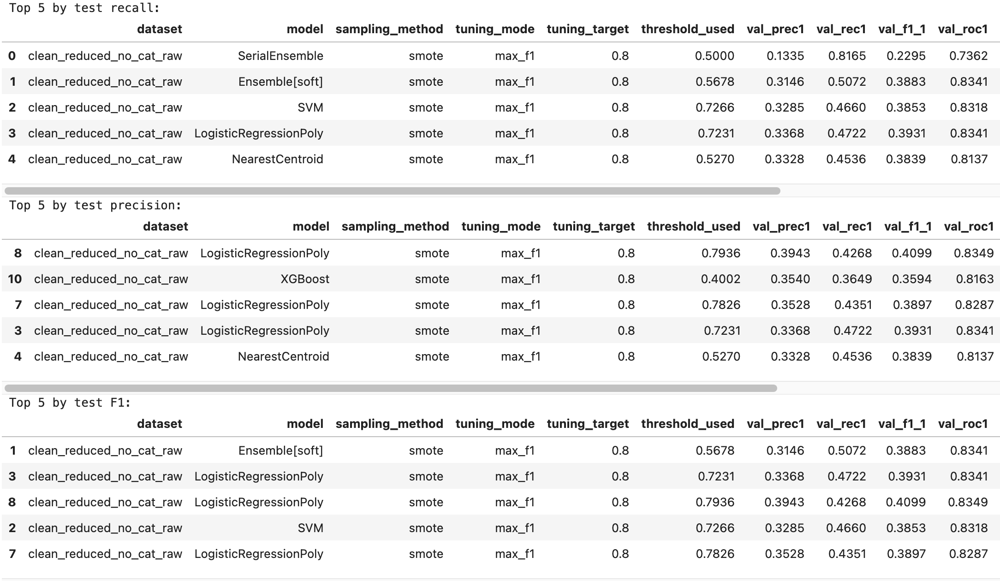 Top 5 by test recall:
dataset model sampling_method tuning_mode tuning_target threshold_used val_prec1 val_rec1 val_f1_1 val_roc1
0 clean_reduced_no_cat_raw SerialEnsemble smote max_f1 0.8 0.5000 0.1335 0.8165 0.2295 0.7362
1 clean_reduced_no_cat_raw Ensemble[soft] smote max_f1 0.8 0.5678 0.3146 0.5072 0.3883 0.8341
2 clean_reduced_no_cat_raw SVM smote max_f1 0.8 0.7266 0.3285 0.4660 0.3853 0.8318
3 clean_reduced_no_cat_raw LogisticRegressionPoly smote max_f1 0.8 0.7231 0.3368 0.4722 0.3931 0.8341
4 clean_reduced_no_cat_raw NearestCentroid smote max_f1 0.8 0.5270 0.3328 0.4536 0.3839 0.8137
Top 5 by test precision:
dataset model sampling_method tuning_mode tuning_target threshold_used val_prec1 val_rec1 val_f1_1 val_roc1
8 clean_reduced_no_cat_raw LogisticRegressionPoly smote max_f1 0.8 0.7936 0.3943 0.4268 0.4099 0.8349
10 clean_reduced_no_cat_raw XGBoost smote max_f1 0.8 0.4002 0.3540 0.3649 0.3594 0.8163
7 clean_reduced_no_cat_raw LogisticRegressionPoly smote max_f1 0.8 0.7826 0.3528 0.4351 0.3897 0.8287
3 clean_reduced_no_cat_raw LogisticRegressionPoly smote max_f1 0.8 0.7231 0.3368 0.4722 0.3931 0.8341
4 clean_reduced_no_cat_raw NearestCentroid smote max_f1 0.8 0.5270 0.3328 0.4536 0.3839 0.8137
Top 5 by test F1:
dataset model sampling_method tuning_mode tuning_target threshold_used val_prec1 val_rec1 val_f1_1 val_roc1
1 clean_reduced_no_cat_raw Ensemble[soft] smote max_f1 0.8 0.5678 0.3146 0.5072 0.3883 0.8341
3 clean_reduced_no_cat_raw LogisticRegressionPoly smote max_f1 0.8 0.7231 0.3368 0.4722 0.3931 0.8341
8 clean_reduced_no_cat_raw LogisticRegressionPoly smote max_f1 0.8 0.7936 0.3943 0.4268 0.4099 0.8349
2 clean_reduced_no_cat_raw SVM smote max_f1 0.8 0.7266 0.3285 0.4660 0.3853 0.8318
7 clean_reduced_no_cat_raw LogisticRegressionPoly smote max_f1 0.8 0.7826 0.3528 0.4351 0.3897 0.8287